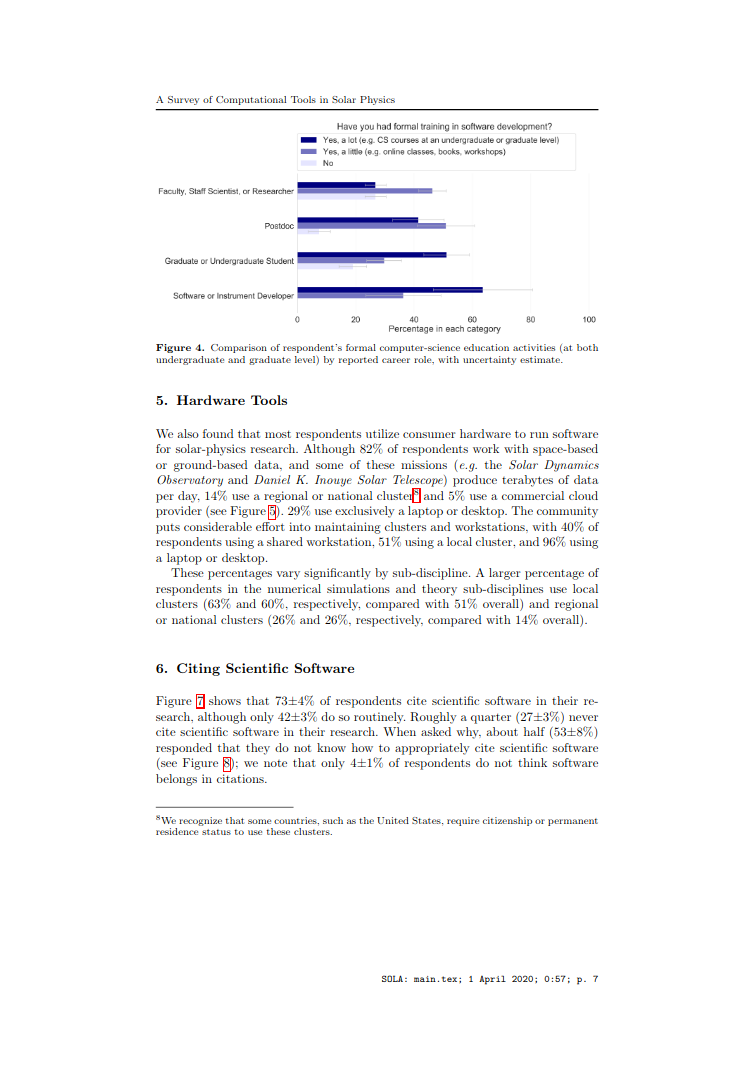 A Survey of Computational Tools in Solar Physics
Have you had formal training in software development?
Yes, a lot (e.g. CS courses at an undergraduate or graduate level)
Yes, a little (e.g. online classes, books, workshops)
No
Faculty, Staff Scientist, or Researcher
Postdoc
Graduate or Undergraduate Student
Software or Instrument Developer
0 20 40 60 80 100
Percentage in each category
Figure 4. Comparison of respondent's formal computer-science education activities (at both
undergraduate and graduate level) by reported career role, with uncertainty estimate.
5. Hardware Tools
We also found that most respondents utilize consumer hardware to run software
for solar-physics research. Although 82% of respondents work with space-based
or ground-based data, and some of these missions (e.g. the Solar Dynamics
Observatory and Daniel K. Inouye Solar Telescope) produce terabytes of data
per day, 14% use a regional or national cluster8 and 5% use a commercial cloud
provider (see Figure 5). 29% use exclusively a laptop or desktop. The community
puts considerable effort into maintaining clusters and workstations, with 40% of
respondents using a shared workstation, 51% using a local cluster, and 96% using
a laptop or desktop.
These percentages vary significantly by sub-discipline. A larger percentage of
respondents in the numerical simulations and theory sub-disciplines use local
clusters (63% and 60%, respectively, compared with 51% overall) and regional
or national clusters (26% and 26%, respectively, compared with 14% overall).
6. Citing Scientific Software
Figure 7 shows that 73±4% of respondents cite scientific software in their re-
search, although only 42±3% do so routinely. Roughly a quarter (27±3%) never
cite scientific software in their research. When asked why, about half (53±8%)
responded that they do not know how to appropriately cite scientific software
(see Figure 8); we note that only 4±1% of respondents do not think software
belongs in citations.
8We recognize that some countries, such as the United States, require citizenship or permanent
residence status to use these clusters.
SOLA: main.tex; 1 April 2020; 0:57; p. 7